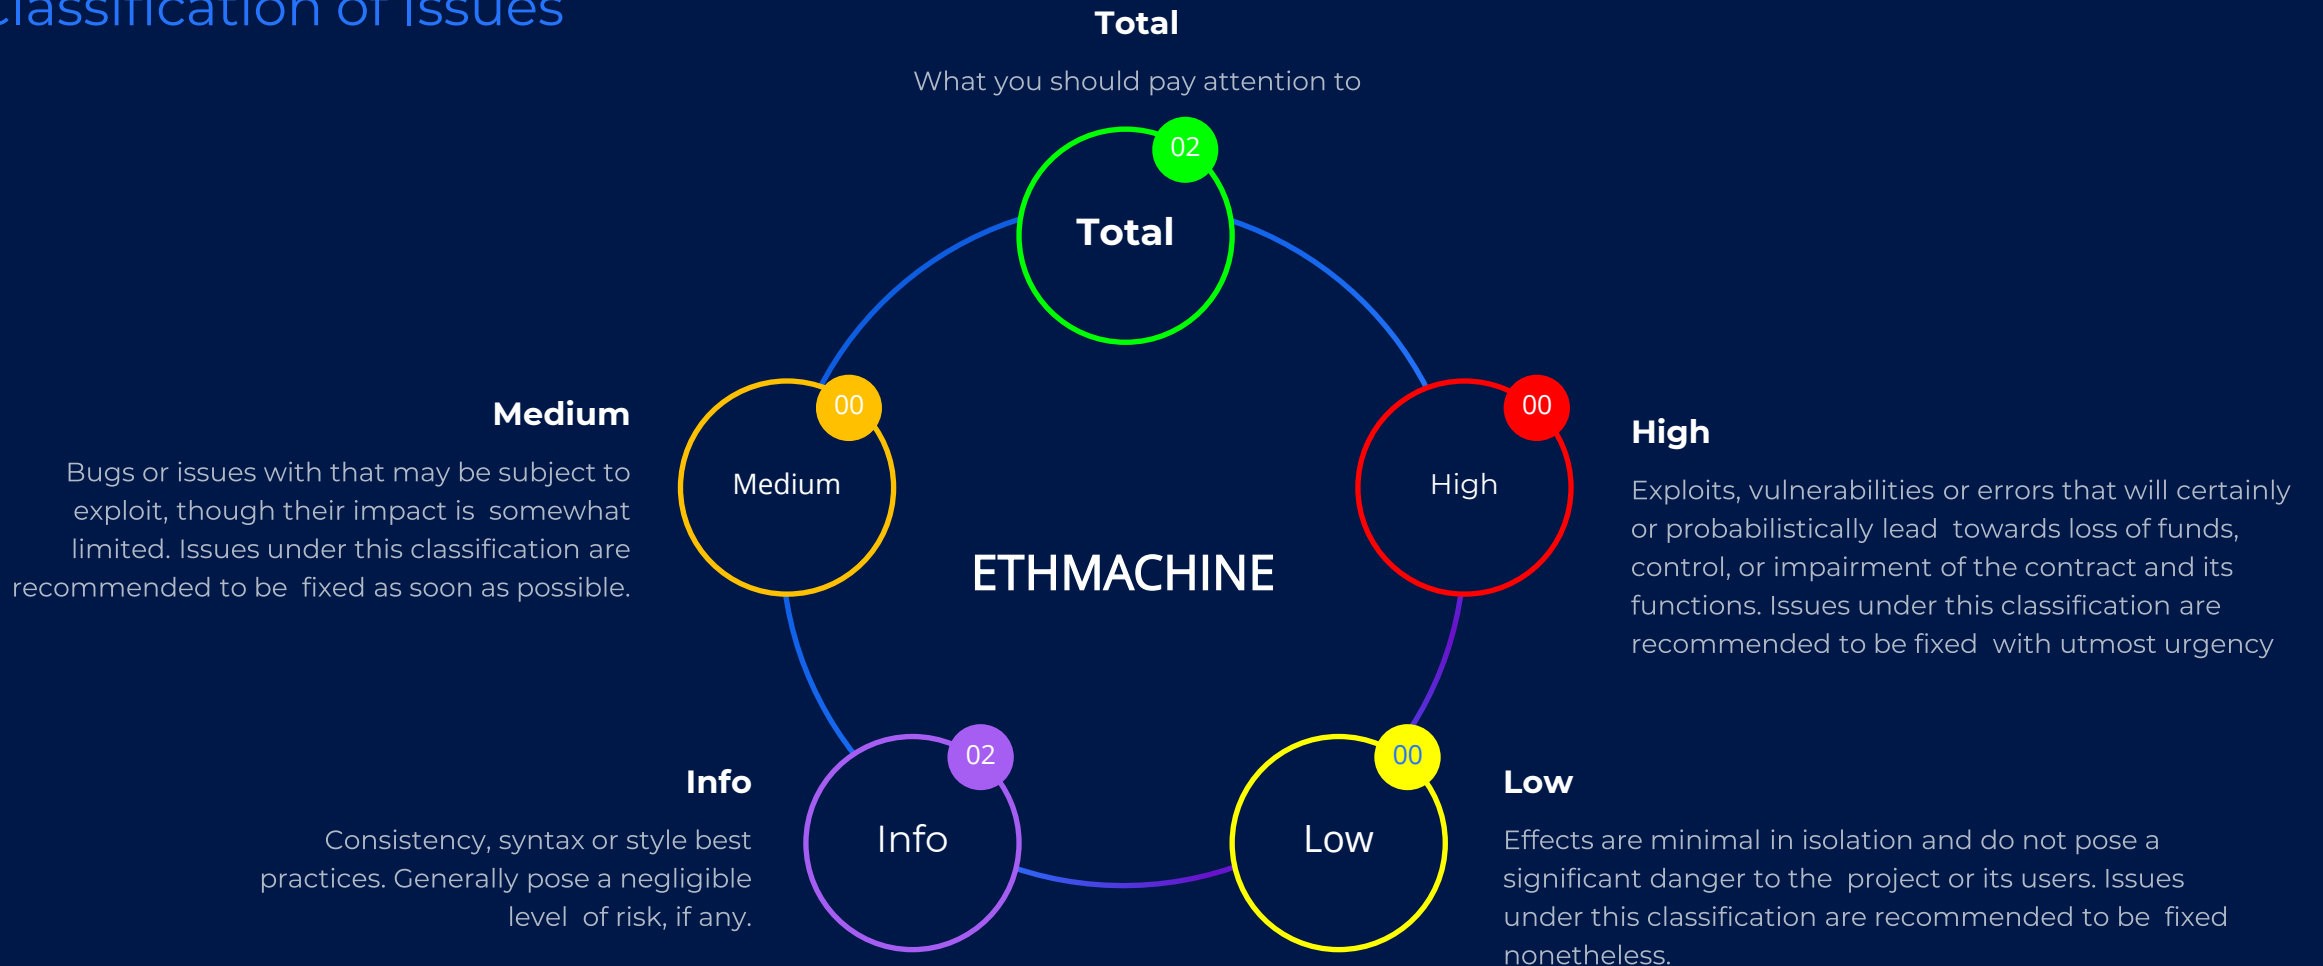 Classification of Issues
Total
What you should pay attention to
02
Total
Medium
Bugs or issues with that may be subject to
exploit, though their impact is somewhat
limited. Issues under this classification are
recommended to be fixed as soon as possible.
00
Medium
00
High
High
Exploits, vulnerabilities or errors that will certainly
or probabilistically lead towards loss of funds,
control, or impairment of the contract and its
functions. Issues under this classification are
recommended to be fixed with utmost urgency
ETHMACHINE
Info
Consistency, syntax or style best
practices. Generally pose a negligible
level of risk, if any.
02
Info
00
Low
Low
Effects are minimal in isolation and do not pose a
significant danger to the project or its users. Issues
under this classification are recommended to be fixed
nonetheless.